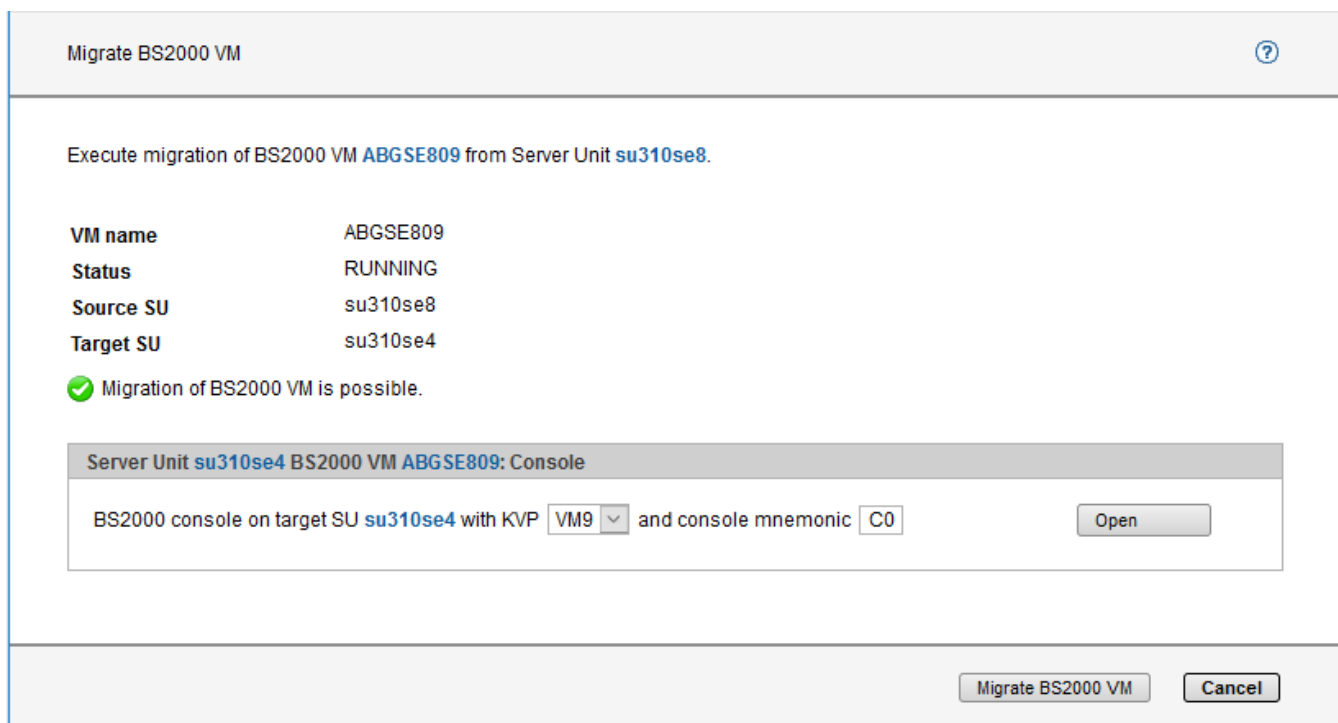 Migrate BS2000 VM ?
Execute migration of BS2000 VM ABGSE809 from Server Unit su310se8.
VM name ABGSE809
Status RUNNING
Source SU su310se8
Target SU su310se4
Migration of BS2000 VM is possible.
Server Unit su310se4 BS2000 VM ABGSE809: Console
BS2000 console on target SU su310se4 with KVP VM9 and console mnemonic C0 Open
Migrate BS2000 VM Cancel